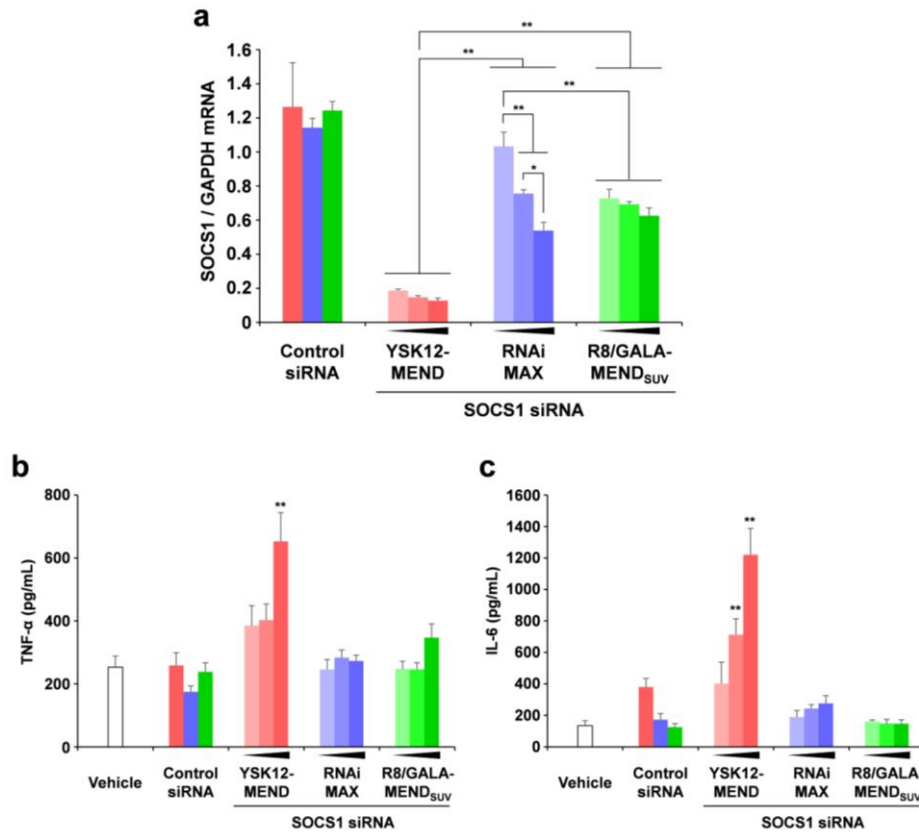 a
**
**
**
**
*
SOCS1 / GAPDH mRNA
1.6
1.4
1.2
1.0
0.8
0.6
0.4
0.2
0
Control
siRNA
YSK12-
MEND
RNAi
MAX
R8/GALA-
MENDSUV
SOCS1 siRNA
b
TNF-α (pg/mL)
800
600
400
200
0
**
Vehicle
Control
siRNA
YSK12-
MEND
RNAi
MAX
R8/GALA-
MENDSUV
SOCS1 siRNA
c
IL-6 (pg/mL)
1600
1400
1200
1000
800
600
400
200
0
**
**
Vehicle
Control
siRNA
YSK12-
MEND
RNAi
MAX
R8/GALA-
MENDSUV
SOCS1 siRNA